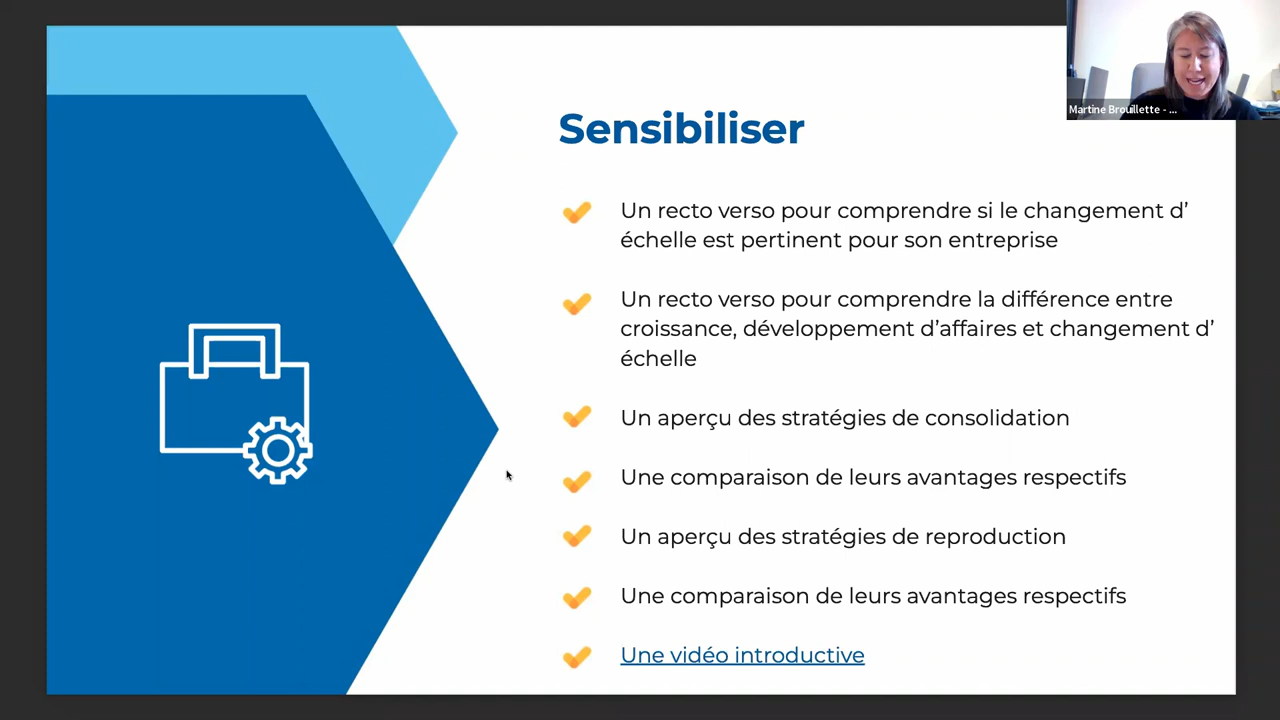 Martine Brouillette - ...
Sensibiliser
Un recto verso pour comprendre si le changement d’
échelle est pertinent pour son entreprise
Un recto verso pour comprendre la différence entre
croissance, développement d’affaires et changement d’
échelle
Un aperçu des stratégies de consolidation
Une comparaison de leurs avantages respectifs
Un aperçu des stratégies de reproduction
Une comparaison de leurs avantages respectifs
Une vidéo introductive